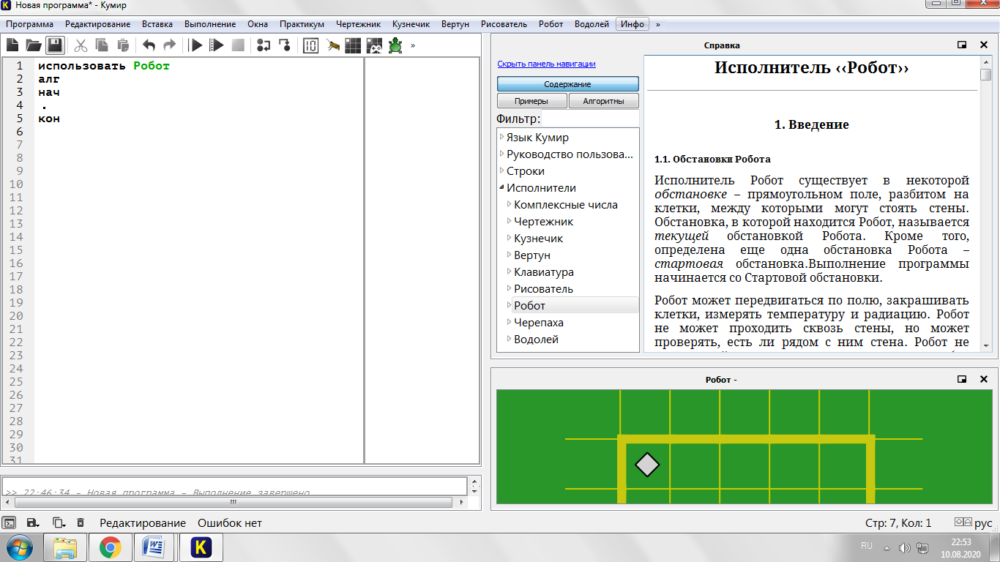 Новая программа* - Кумир
Программа Редактирование Вставка Выполнение Окна Практикум Чертежник Кузнечик Вертун Рисователь Робот Водолей Инфо »
»
1 использовать Робот
2 алг
3 нач
4 .
5 кон
6
7
8
9
10
11
12
13
14
15
16
17
18
19
20
21
22
23
24
25
26
27
28
29
30
31
>> 22:46:34 - Новая программа - Выполнение завершено
Справка
Скрыть панель навигации
Содержание
Примеры Алгоритмы
Фильтр:
Язык Кумир
Руководство пользова...
Строки
Исполнители
Комплексные числа
Чертежник
Кузнечик
Вертун
Клавиатура
Рисователь
Робот
Черепаха
Водолей
Исполнитель ‹‹Робот››
1. Введение
1.1. Обстановки Робота
Исполнитель Робот существует в некоторой
обстановке – прямоугольном поле, разбитом на
клетки, между которыми могут стоять стены.
Обстановка, в которой находится Робот, называется
текущей обстановкой Робота. Кроме того,
определена еще одна обстановка Робота –
стартовая обстановка.Выполнение программы
начинается со Стартовой обстановки.
Робот может передвигаться по полю, закрашивать
клетки, измерять температуру и радиацию. Робот
не может проходить сквозь стены, но может
проверять, есть ли рядом с ним стена. Робот не
Робот -
Редактирование Ошибок нет
Стр: 7, Кол: 1 рус
RU
22:53
10.08.2020